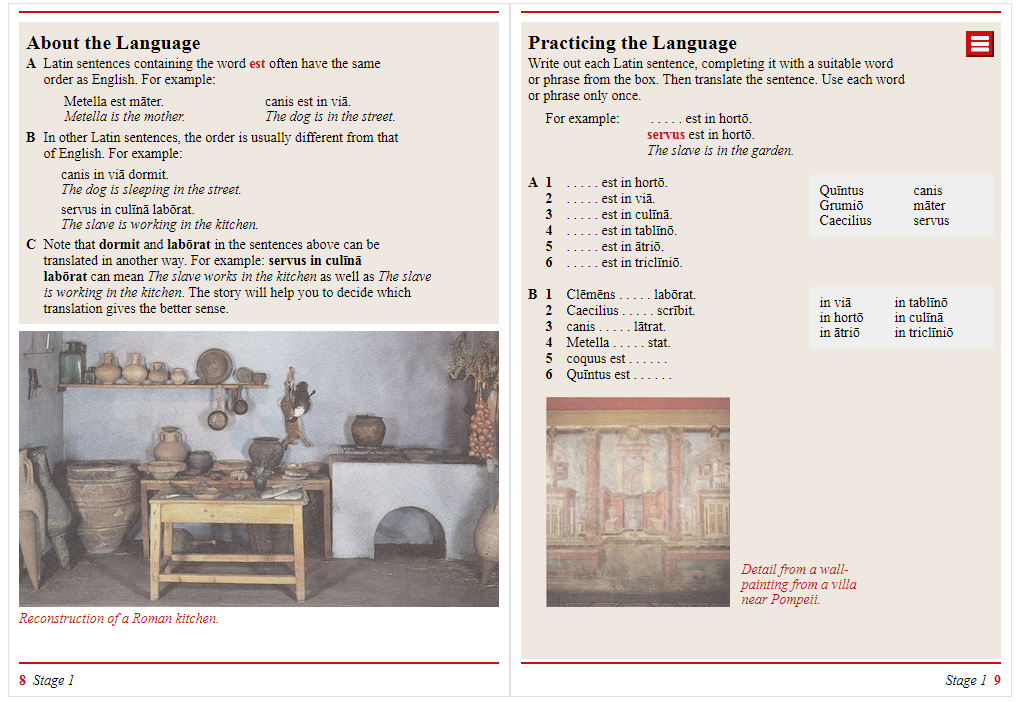 About the Language
A Latin sentences containing the word est often have the same
order as English. For example:
Metella est māter. canis est in viā.
Metella is the mother. The dog is in the street.
B In other Latin sentences, the order is usually different from that
of English. For example:
canis in viā dormit.
The dog is sleeping in the street.
servus in culīnā labōrat.
The slave is working in the kitchen.
C Note that dormit and labōrat in the sentences above can be
translated in another way. For example: servus in culīnā
labōrat can mean The slave works in the kitchen as well as The slave
is working in the kitchen. The story will help you to decide which
translation gives the better sense.
Reconstruction of a Roman kitchen.
8 Stage 1
Practicing the Language
Write out each Latin sentence, completing it with a suitable word
or phrase from the box. Then translate the sentence. Use each word
or phrase only once.
For example: . . . . . est in hortō.
servus est in hortō.
The slave is in the garden.
A 1 . . . . . est in hortō.
2 . . . . . est in viā.
3 . . . . . est in culīnā.
4 . . . . . est in tablīnō.
5 . . . . . est in ātriō.
6 . . . . . est in triclīniō.
Quīntus canis
Grumiō māter
Caecilius servus
B 1 Clēmēns . . . . . labōrat.
2 Caecilius . . . . . scrībit.
3 canis . . . . . lātrat.
4 Metella . . . . . stat.
5 coquus est . . . . . .
6 Quīntus est . . . . . .
in viā in tablīnō
in hortō in culīnā
in ātriō in triclīniō
Detail from a wall-
painting from a villa
near Pompeii.
Stage 1 9